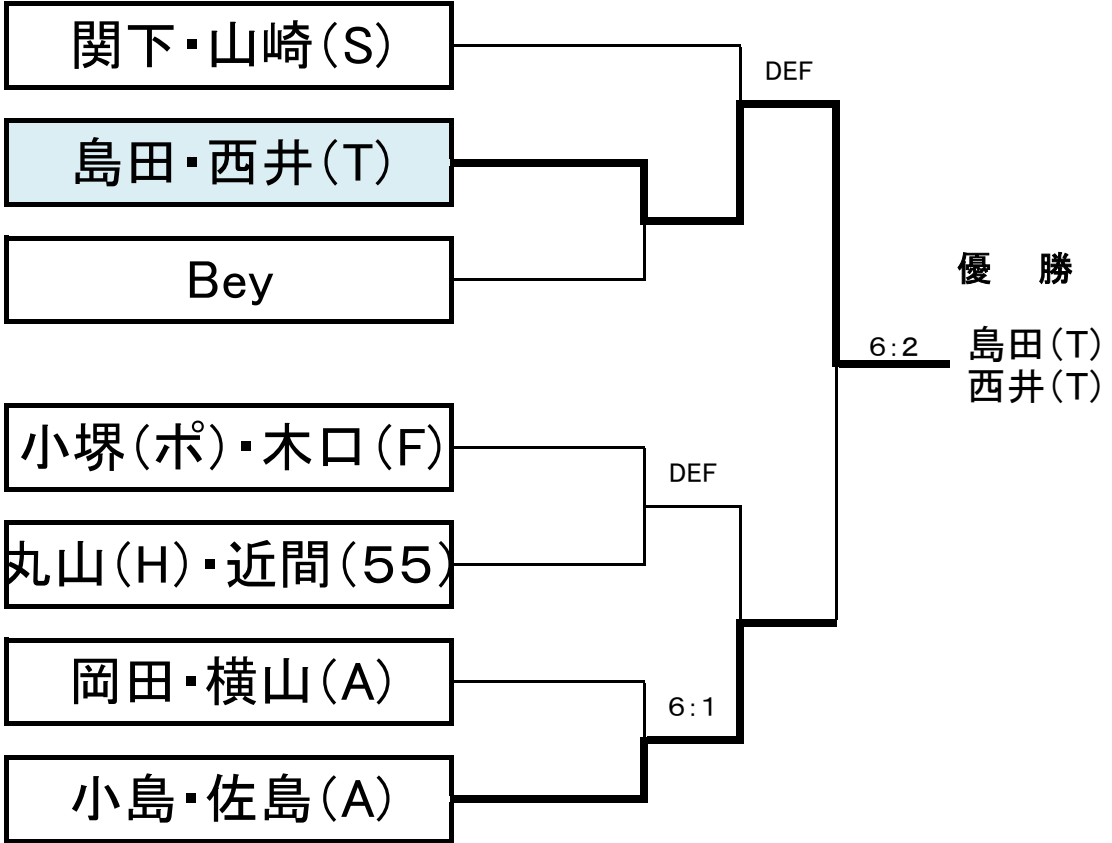 関下・山崎(S)
DEF
島田・西井(T)
Bey
優　勝
6:2
島田(T)
西井(T)
小堺(ポ)・木口(F)
DEF
丸山(H)・近間(55)
岡田・横山(A)
6:1
小島・佐島(A)